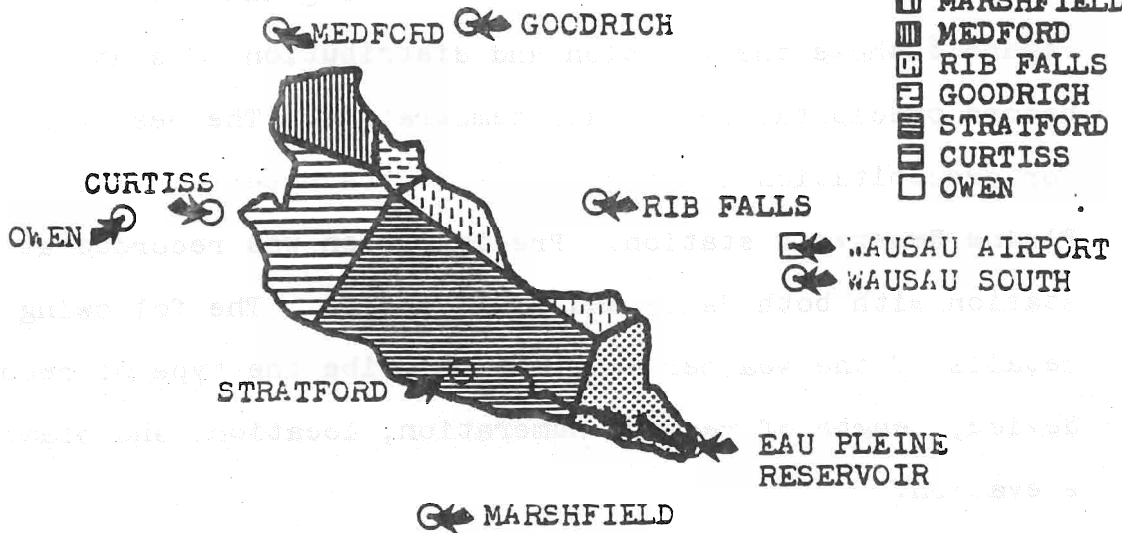 MEDFORD
GOODRICH
MARSHFIELD
MEDFORD
RIB FALLS
GOODRICH
STRATFORD
CURTISS
OWEN
CURTISS
OWEN
RIB FALLS
WAUSAU AIRPORT
WAUSAU SOUTH
STRATFORD
EAU PLEINE
RESERVOIR
MARSHFIELD